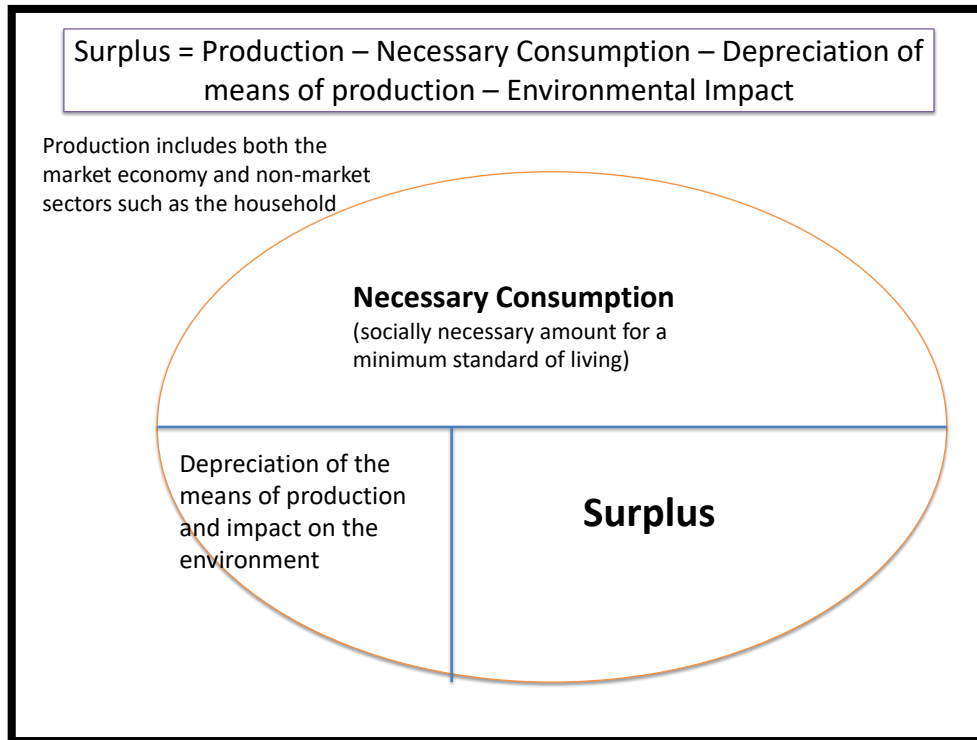 Surplus = Production – Necessary Consumption – Depreciation of
means of production – Environmental Impact
Production includes both the
market economy and non-market
sectors such as the household
Necessary Consumption
(socially necessary amount for a
minimum standard of living)
Depreciation of the
means of production
and impact on the
environment
Surplus